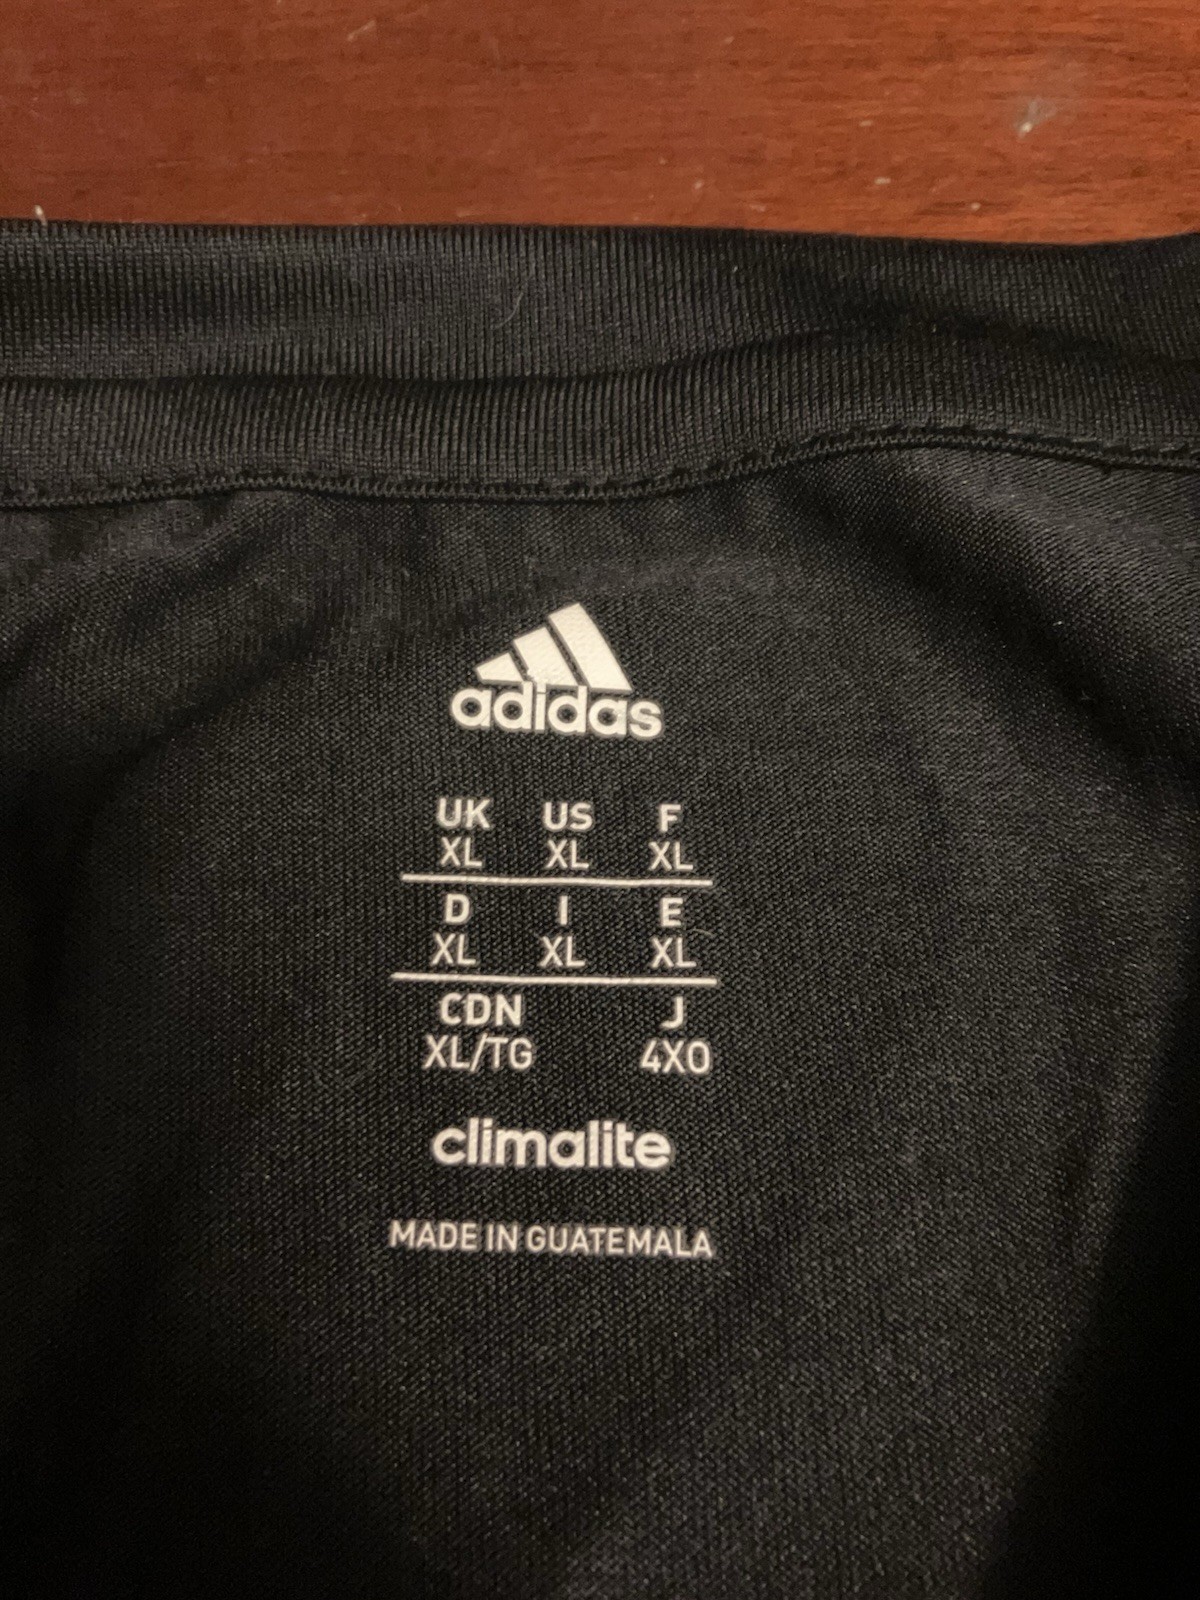 adidas
UK US F
XL XL XL
D I E
XL XL XL
CDN J
XL/TG 4XO
climalite
MADE IN GUATEMALA